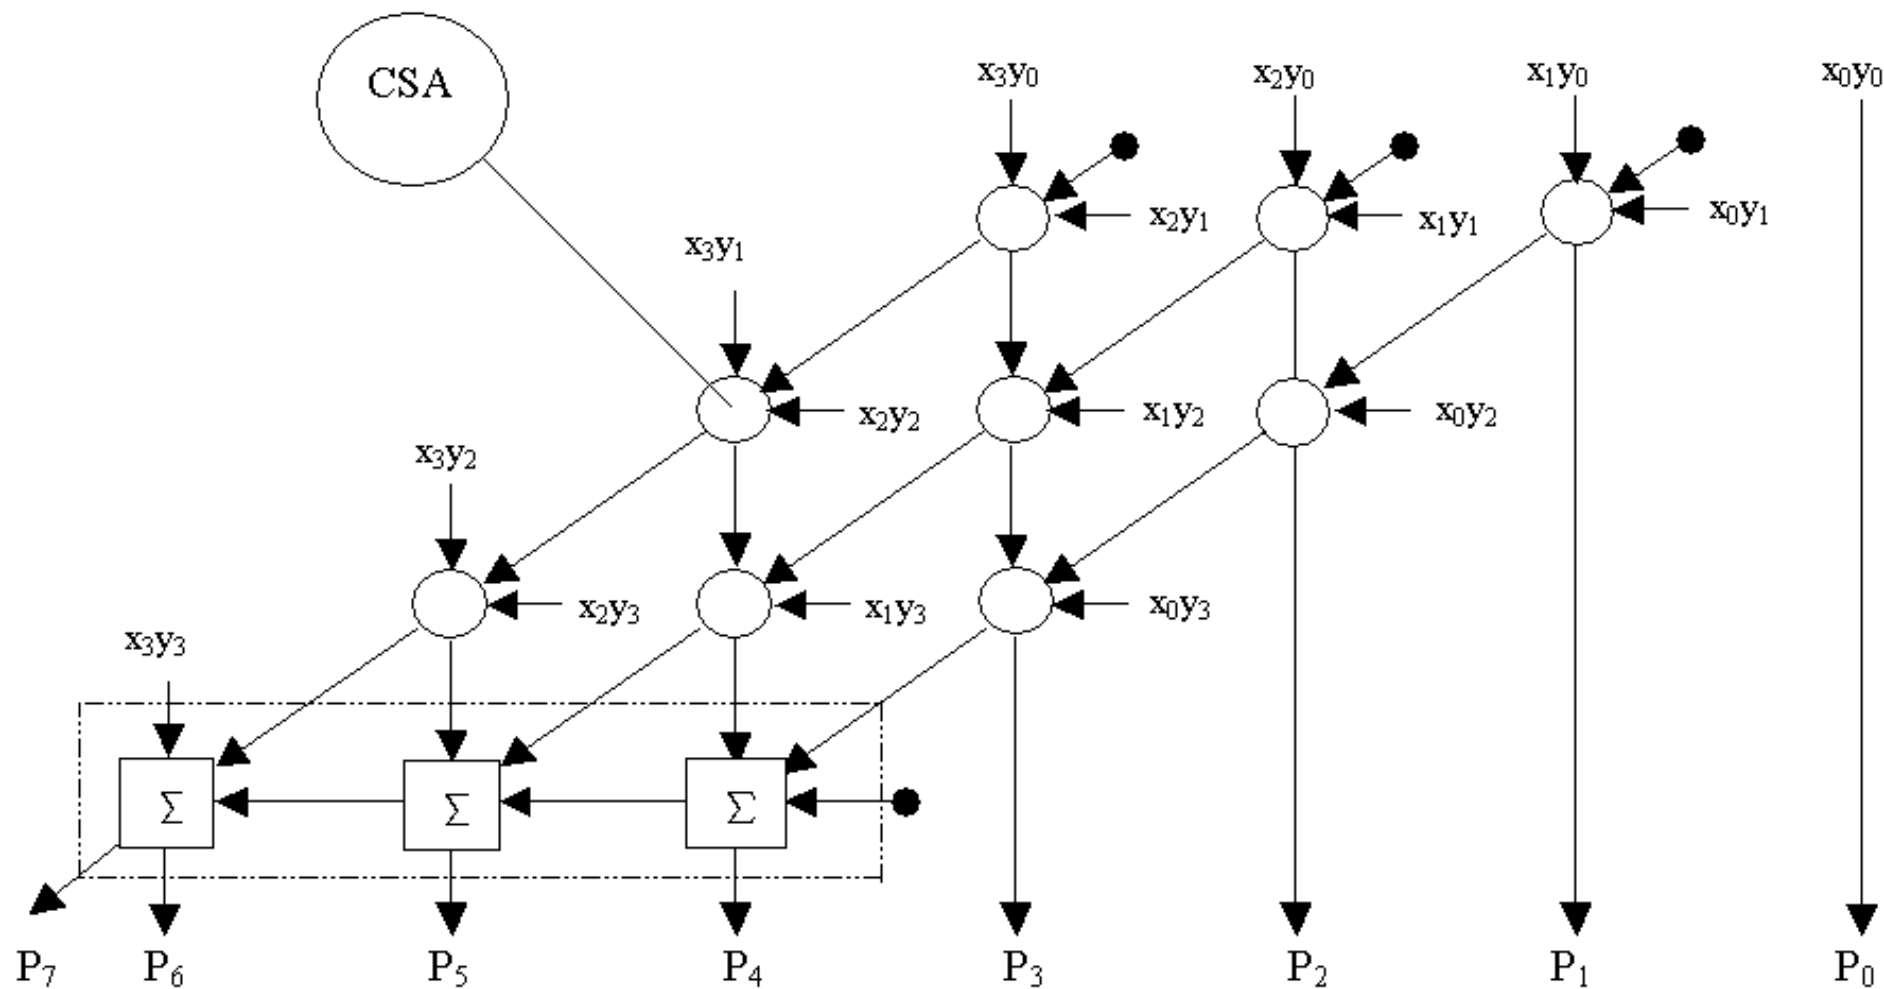 CSA
x₃y₀ x₂y₀ x₁y₀ x₀y₀
x₂y₁ x₁y₁ x₀y₁
x₃y₁
x₂y₂ x₁y₂ x₀y₂
x₃y₂
x₂y₃ x₁y₃ x₀y₃
x₃y₃
Σ Σ Σ
P₇ P₆ P₅ P₄ P₃ P₂ P₁ P₀